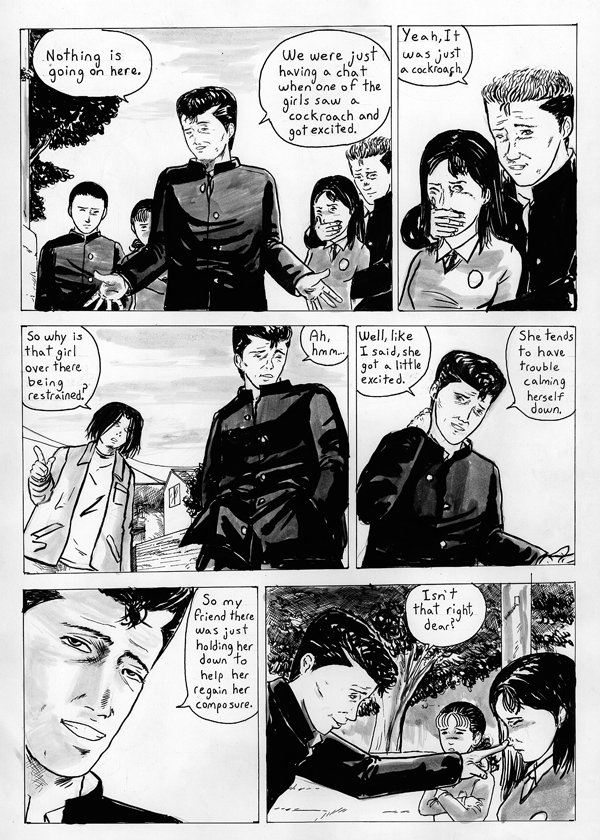 Nothing is
going on here.
We were just
having a chat
when one of the
girls saw a
cockroach and
got excited.
Yeah, It
was just
a cockroach.
So why is
that girl
over there
being
restrained?
Ah,
hmm...
Well, like
I said, she
got a little
excited.
She tends
to have
trouble
calming
herself
down.
So my
friend there
was just
holding her
down to
help her
regain her
composure.
Isn't
that right,
dear?